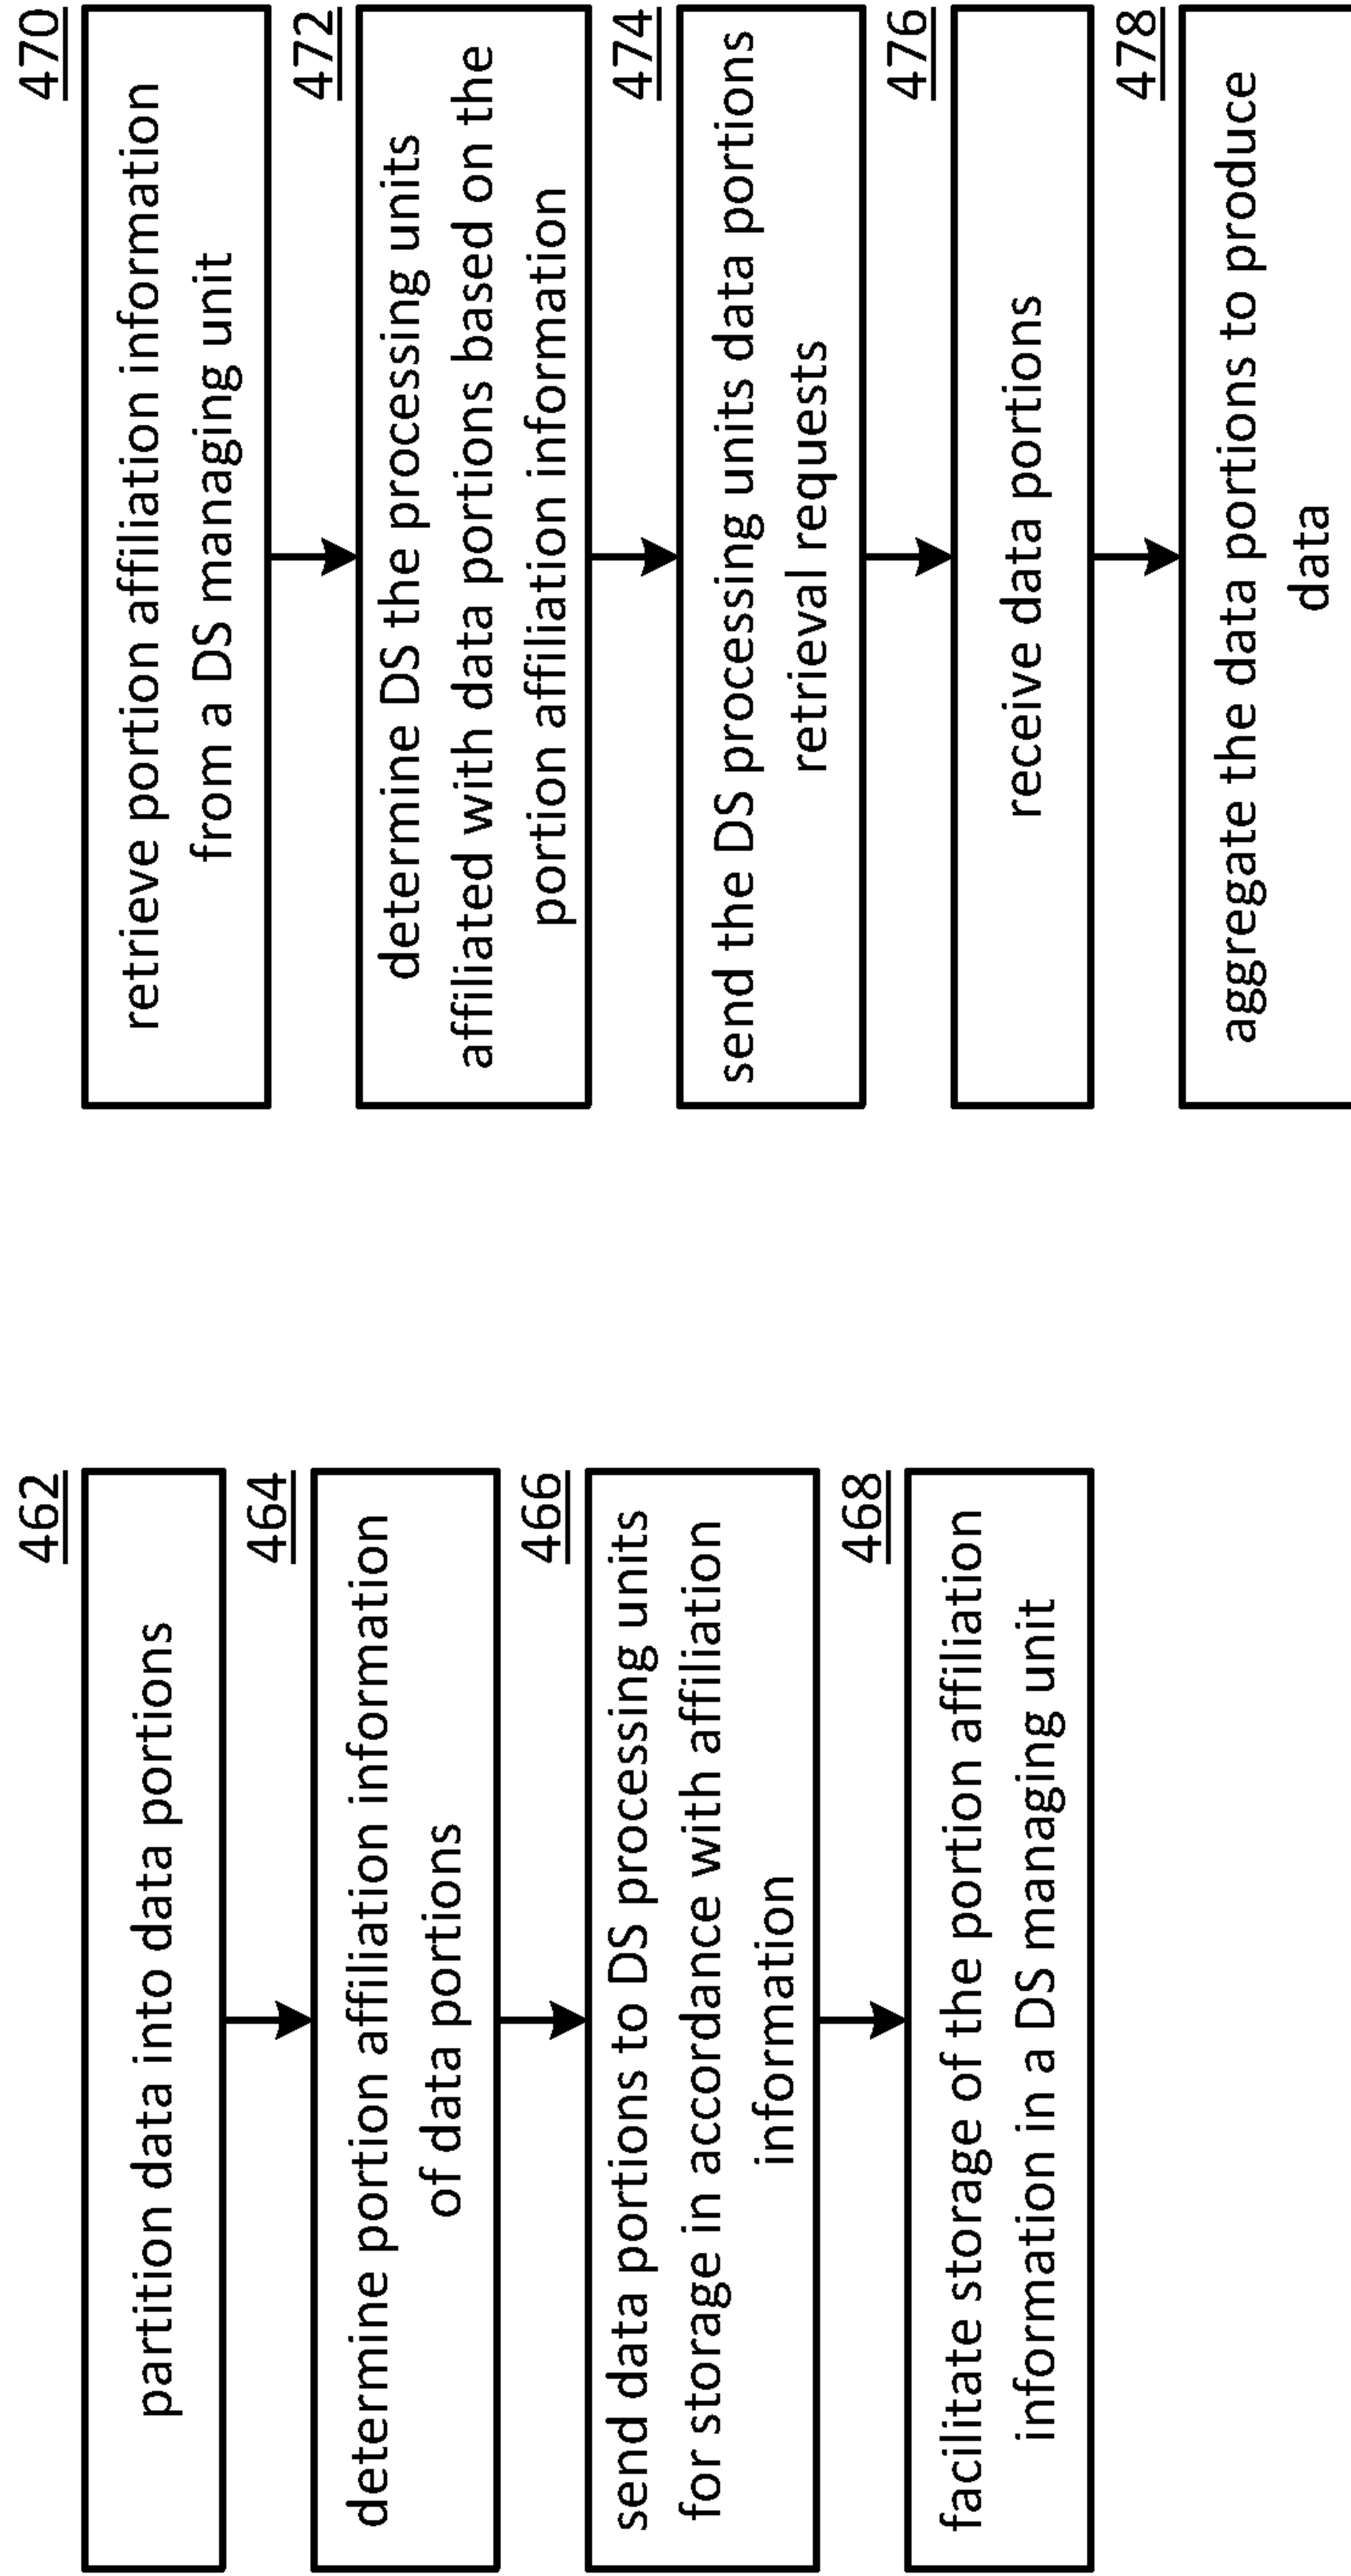 462
partition data into data portions
464
determine portion affiliation information
of data portions
466
send data portions to DS processing units
for storage in accordance with affiliation
information
468
facilitate storage of the portion affiliation
information in a DS managing unit
470
retrieve portion affiliation information
from a DS managing unit
472
determine DS the processing units
affiliated with data portions based on the
portion affiliation information
474
send the DS processing units data portions
retrieval requests
476
receive data portions
478
aggregate the data portions to produce
data